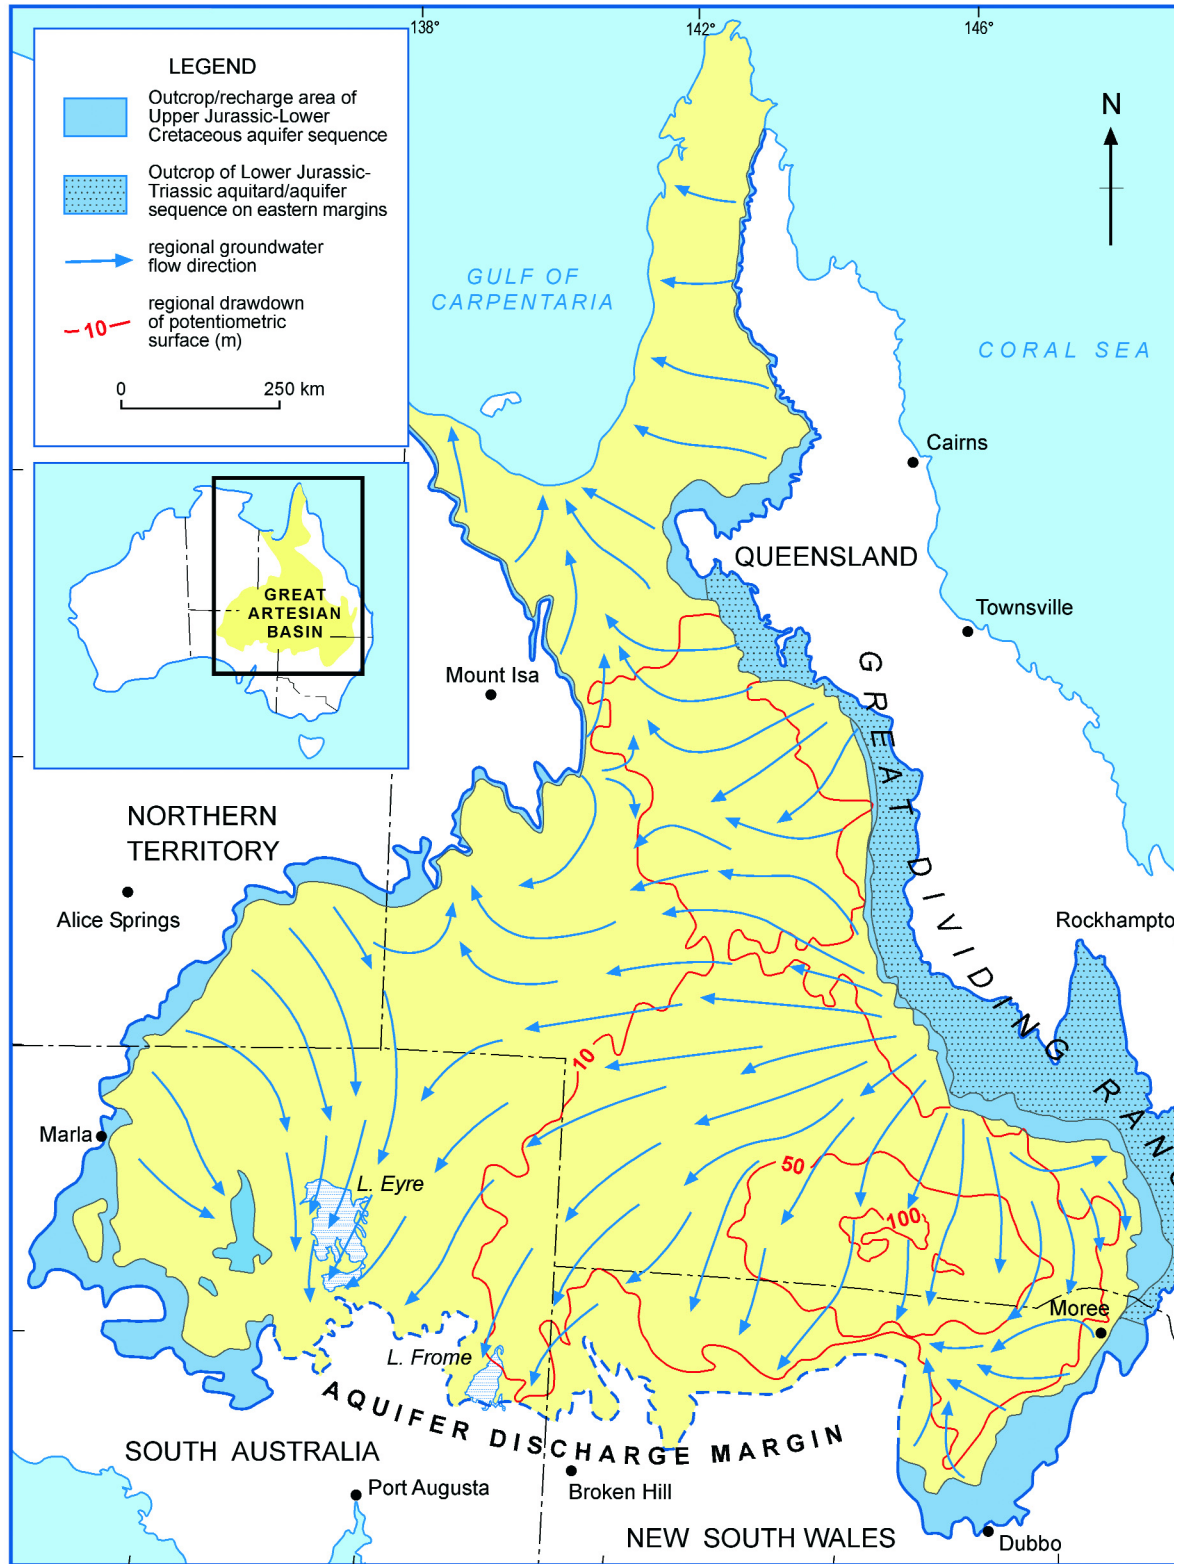 138°
142°
146°
LEGEND
Outcrop/recharge area of
Upper Jurassic-Lower
Cretaceous aquifer sequence
Outcrop of Lower Jurassic-
Triassic aquitard/aquifer
sequence on eastern margins
regional groundwater
flow direction
10
regional drawdown
of potentiometric
surface (m)
0 250 km
N
GULF OF
CARPENTARIA
CORAL SEA
Cairns
GREAT
ARTESIAN
BASIN
QUEENSLAND
Townsville
Mount Isa
GREAT DIVIDING RANG
NORTHERN
TERRITORY
Alice Springs
Rockhampto
10
Marla
L. Eyre
50
100
Moree
L. Frome
AQUIFER DISCHARGE MARGIN
SOUTH AUSTRALIA
Port Augusta
Broken Hill
NEW SOUTH WALES
Dubbo